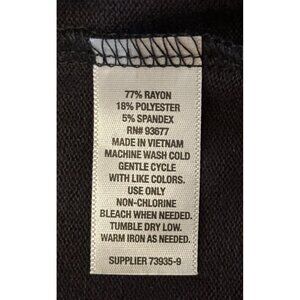 77% RAYON
18% POLYESTER
5% SPANDEX
RN# 93677
MADE IN VIETNAM
MACHINE WASH COLD
GENTLE CYCLE
WITH LIKE COLORS.
USE ONLY
NON-CHLORINE
BLEACH WHEN NEEDED.
TUMBLE DRY LOW.
WARM IRON AS NEEDED.
SUPPLIER 73935-9